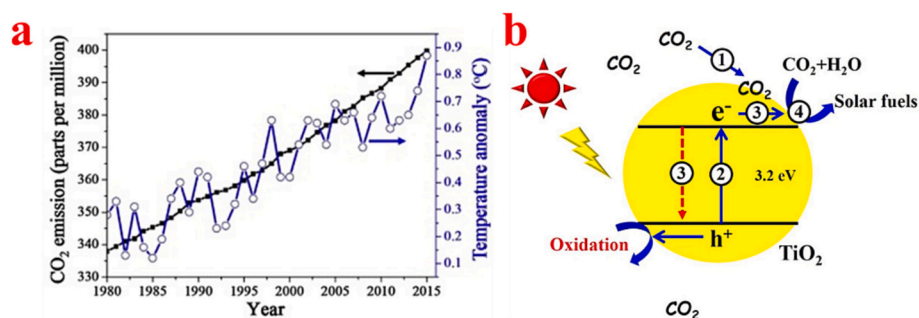 a
CO2 emission (parts per million)
400
390
380
370
360
350
340
330
1980
1985
1990
1995
2000
2005
2010
2015
Year
0.9
0.8
0.7
0.6
0.5
0.4
0.3
0.2
0.1
Temperature anomaly (°C)
b
CO2
CO2
1
CO2
CO2+H2O
e-
3
4
Solar fuels
3
2
3.2 eV
Oxidation
h+
TiO2
CO2